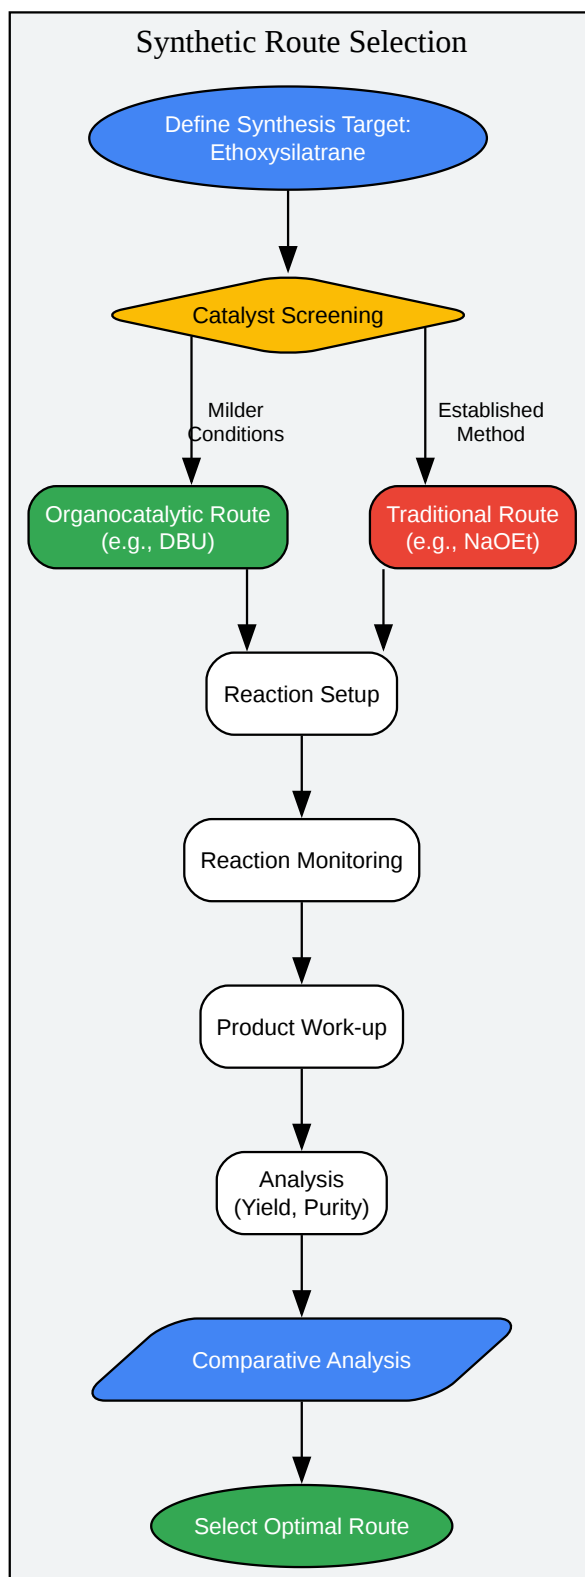 Synthetic Route Selection
Define Synthesis Target:
Ethoxysilatrane
Catalyst Screening
Milder
Conditions
Established
Method
Organocatalytic Route
(e.g., DBU)
Traditional Route
(e.g., NaOEt)
Reaction Setup
Reaction Monitoring
Product Work-up
Analysis
(Yield, Purity)
Comparative Analysis
Select Optimal Route